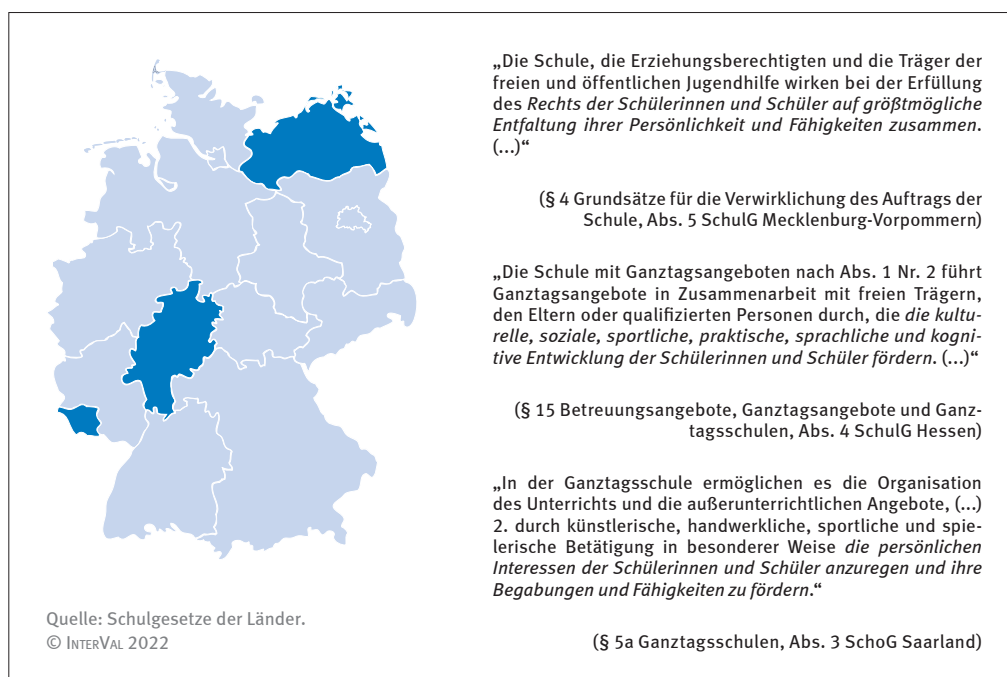 „Die Schule, die Erziehungsberechtigten und die Träger der
freien und öffentlichen Jugendhilfe wirken bei der Erfüllung
des Rechts der Schülerinnen und Schüler auf größtmögliche
Entfaltung ihrer Persönlichkeit und Fähigkeiten zusammen.
(...)“
(§ 4 Grundsätze für die Verwirklichung des Auftrags der
Schule, Abs. 5 SchulG Mecklenburg-Vorpommern)
„Die Schule mit Ganztagsangeboten nach Abs. 1 Nr. 2 führt
Ganztagsangebote in Zusammenarbeit mit freien Trägern,
den Eltern oder qualifizierten Personen durch, die die kultu-
relle, soziale, sportliche, praktische, sprachliche und kogni-
tive Entwicklung der Schülerinnen und Schüler fördern. (...)“
(§ 15 Betreuungsangebote, Ganztagsangebote und Ganz-
tagsschulen, Abs. 4 SchulG Hessen)
„In der Ganztagsschule ermöglichen es die Organisation
des Unterrichts und die außerunterrichtlichen Angebote, (...)
2. durch künstlerische, handwerkliche, sportliche und spie-
lerische Betätigung in besonderer Weise die persönlichen
Interessen der Schülerinnen und Schüler anzuregen und ihre
Begabungen und Fähigkeiten zu fördern.“
(§ 5a Ganztagsschulen, Abs. 3 SchoG Saarland)
Quelle: Schulgesetze der Länder.
© INTERVAL 2022